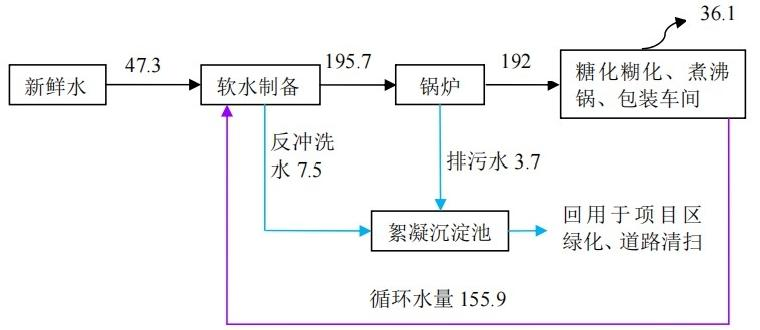 36.1
47.3
195.7
192
新鲜水
软水制备
锅炉
糖化糊化、煮沸
锅、包装车间
反冲洗
水 7.5
排污水 3.7
絮凝沉淀池
回用于项目区
绿化、道路清扫
循环水量 155.9